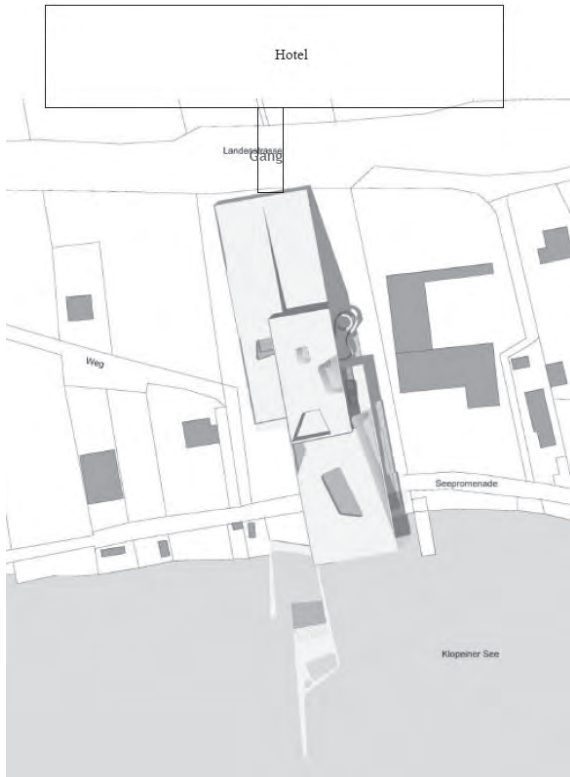 Hotel
Landesstrasse
Gang
Weg
Seepromenade
Klopeiner See